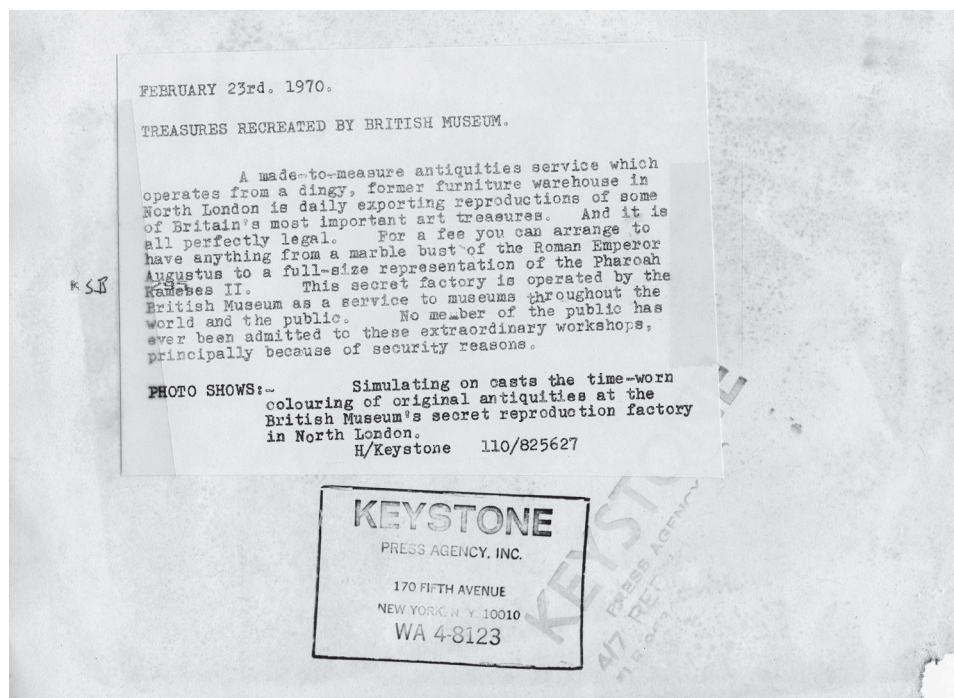 FEBRUARY 23rd. 1970.
TREASURES RECREATED BY BRITISH MUSEUM.
A made-to-measure antiquities service which
operates from a dingy, former furniture warehouse in
North London is daily exporting reproductions of some
of Britain's most important art treasures. And it is
all perfectly legal. For a fee you can arrange to
have anything from a marble bust of the Roman Emperor
Augustus to a full-size representation of the Pharoah
Rameses II. This secret factory is operated by the
British Museum as a service to museums throughout the
world and the public. No member of the public has
ever been admitted to these extraordinary workshops,
principally because of security reasons.
KSB
PHOTO SHOWS:- Simulating on casts the time-worn
colouring of original antiquities at the
British Museum's secret reproduction factory
in North London.
H/Keystone 110/825627
KEYSTONE
PRESS AGENCY, INC.
170 FIFTH AVENUE
NEW YORK, N. Y. 10010
WA 4-8123
KEYSTONE
PRESS AGENCY